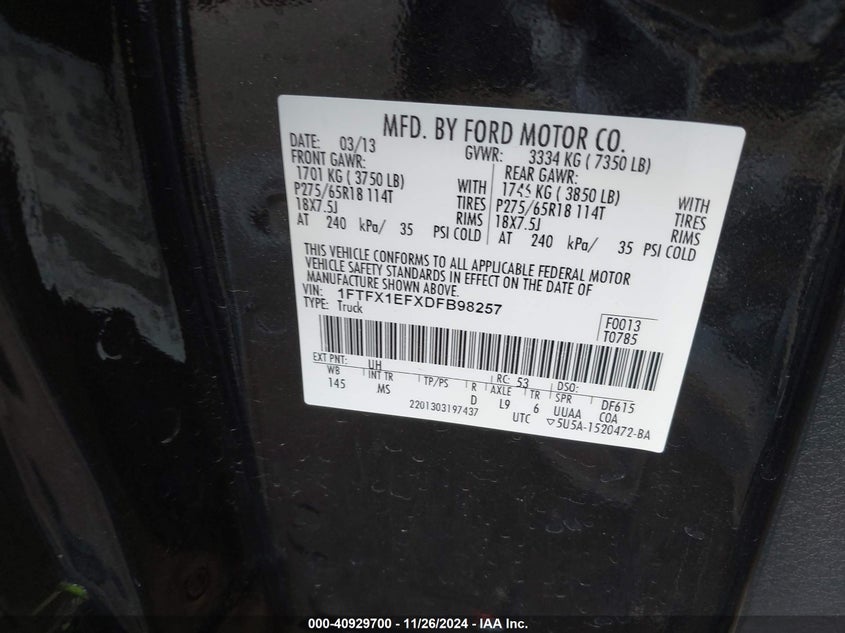 MFD. BY FORD MOTOR CO.
DATE: 03/13 GVWR: 3334 KG ( 7350 LB)
FRONT GAWR: REAR GAWR:
1701 KG ( 3750 LB) WITH 1746 KG ( 3850 LB) WITH
P275/65R18 114T TIRES P275/65R18 114T TIRES
18X7.5J RIMS 18X7.5J RIMS
AT 240 kPa/ 35 PSI COLD AT 240 kPa/ 35 PSI COLD
THIS VEHICLE CONFORMS TO ALL APPLICABLE FEDERAL MOTOR
VEHICLE SAFETY STANDARDS IN EFFECT ON THE DATE OF
MANUFACTURE SHOWN ABOVE.
VIN: 1FTFX1EFXDFB98257 F0013
TYPE: Truck T0785
EXT PNT: UH RC: 53 DSO:
WB INT TR TP/PS R AXLE TR SPR DF615
145 MS D L9 6 UUAA COA
2201303197437 UTC ▽5U5A-1520472-BA
000-40929700 - 11/26/2024 - IAA Inc.